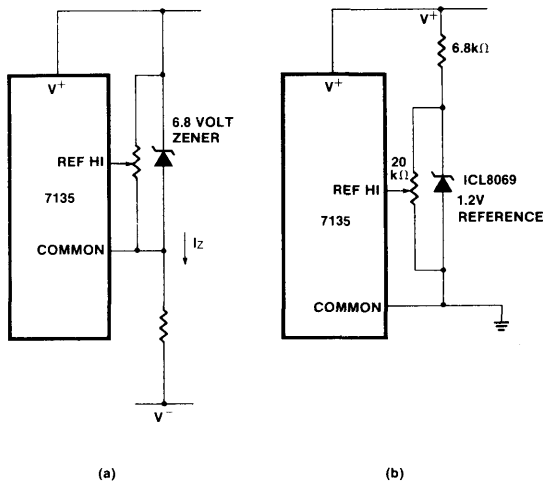 V+
6.8 VOLT
ZENER
REF HI
7135
COMMON
IZ
V−
(a)
V+
6.8kΩ
V+
20
kΩ
REF HI
ICL8069
1.2V
REFERENCE
7135
COMMON
(b)